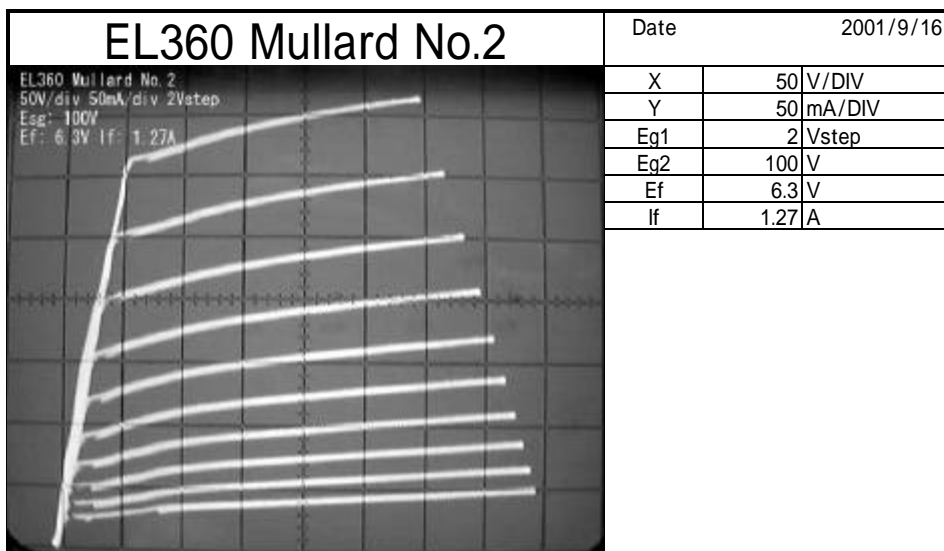 EL360 Mullard No.2
EL360 Mullard No.2
50V/div 50mA/div 2Vstep
Esg: 100V
Ef: 6.3V If: 1.27A
Date 2001/9/16
X 50 V/DIV
Y 50 mA/DIV
Eg1 2 Vstep
Eg2 100 V
Ef 6.3 V
If 1.27 A